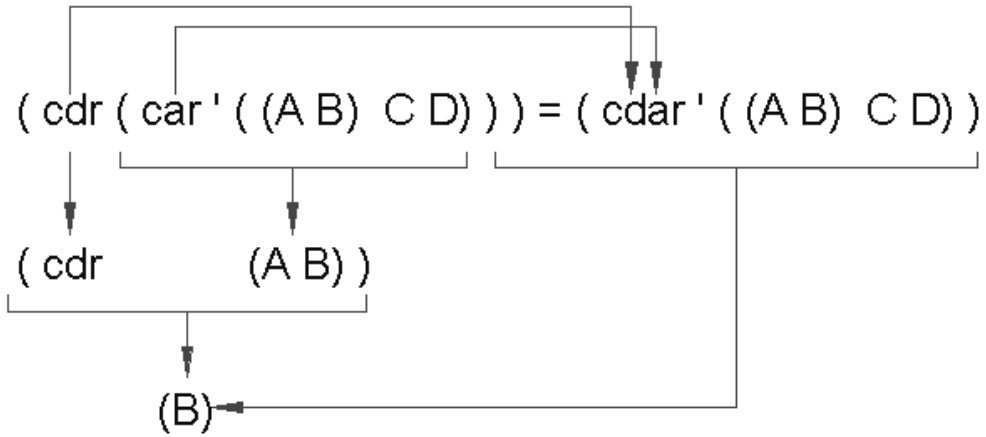 ( cdr ( car ' ( (A B) C D) ) ) = ( cdar ' ( (A B) C D) )
( cdr (A B) )
(B)